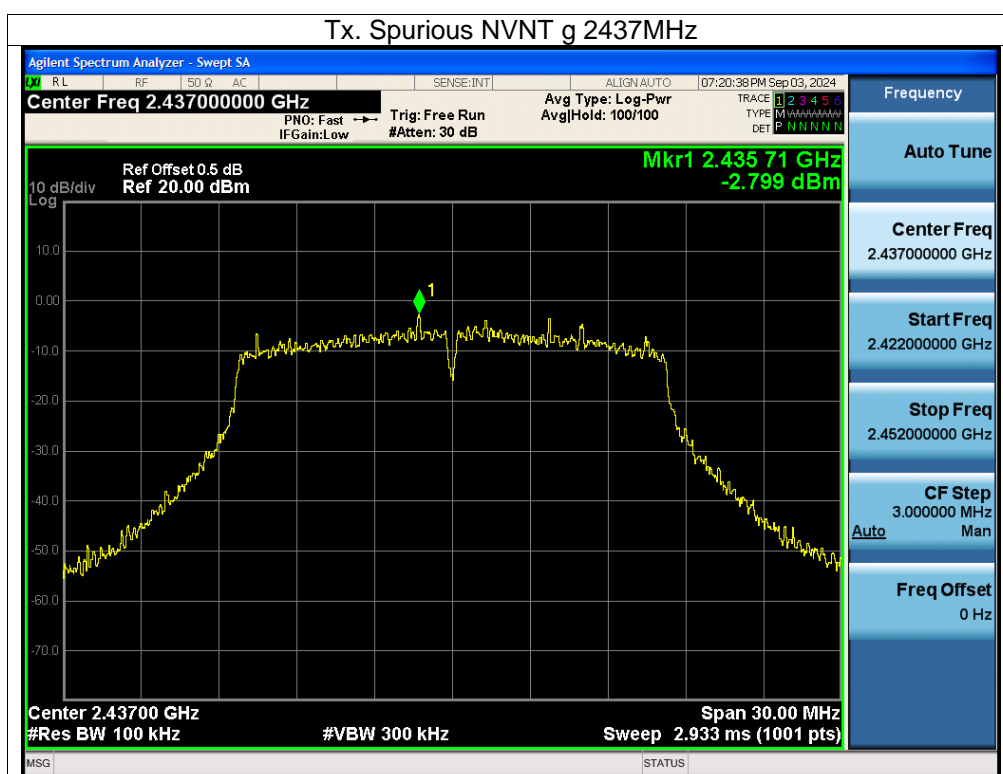 Tx. Spurious NVNT g 2437MHz
Agilent Spectrum Analyzer - Swept SA
LXI RL RF 50 Ω AC SENSE:INT ALIGN AUTO 07:20:38 PM Sep 03, 2024
Center Freq 2.437000000 GHz Avg Type: Log-Pwr TRACE 1 2 3 4 5 6
PNO: Fast Trig: Free Run Avg|Hold: 100/100 TYPE M WWWWW
IFGain:Low #Atten: 30 dB DET P N N N N N
Frequency
Mkr1 2.435 71 GHz
-2.799 dBm
Ref Offset 0.5 dB
10 dB/div Ref 20.00 dBm
Log
10.0
0.00
-10.0
-20.0
-30.0
-40.0
-50.0
-60.0
-70.0
1
Center 2.43700 GHz Span 30.00 MHz
#Res BW 100 kHz #VBW 300 kHz Sweep 2.933 ms (1001 pts)
MSG STATUS
Auto Tune
Center Freq
2.437000000 GHz
Start Freq
2.422000000 GHz
Stop Freq
2.452000000 GHz
CF Step
3.000000 MHz
Auto Man
Freq Offset
0 Hz